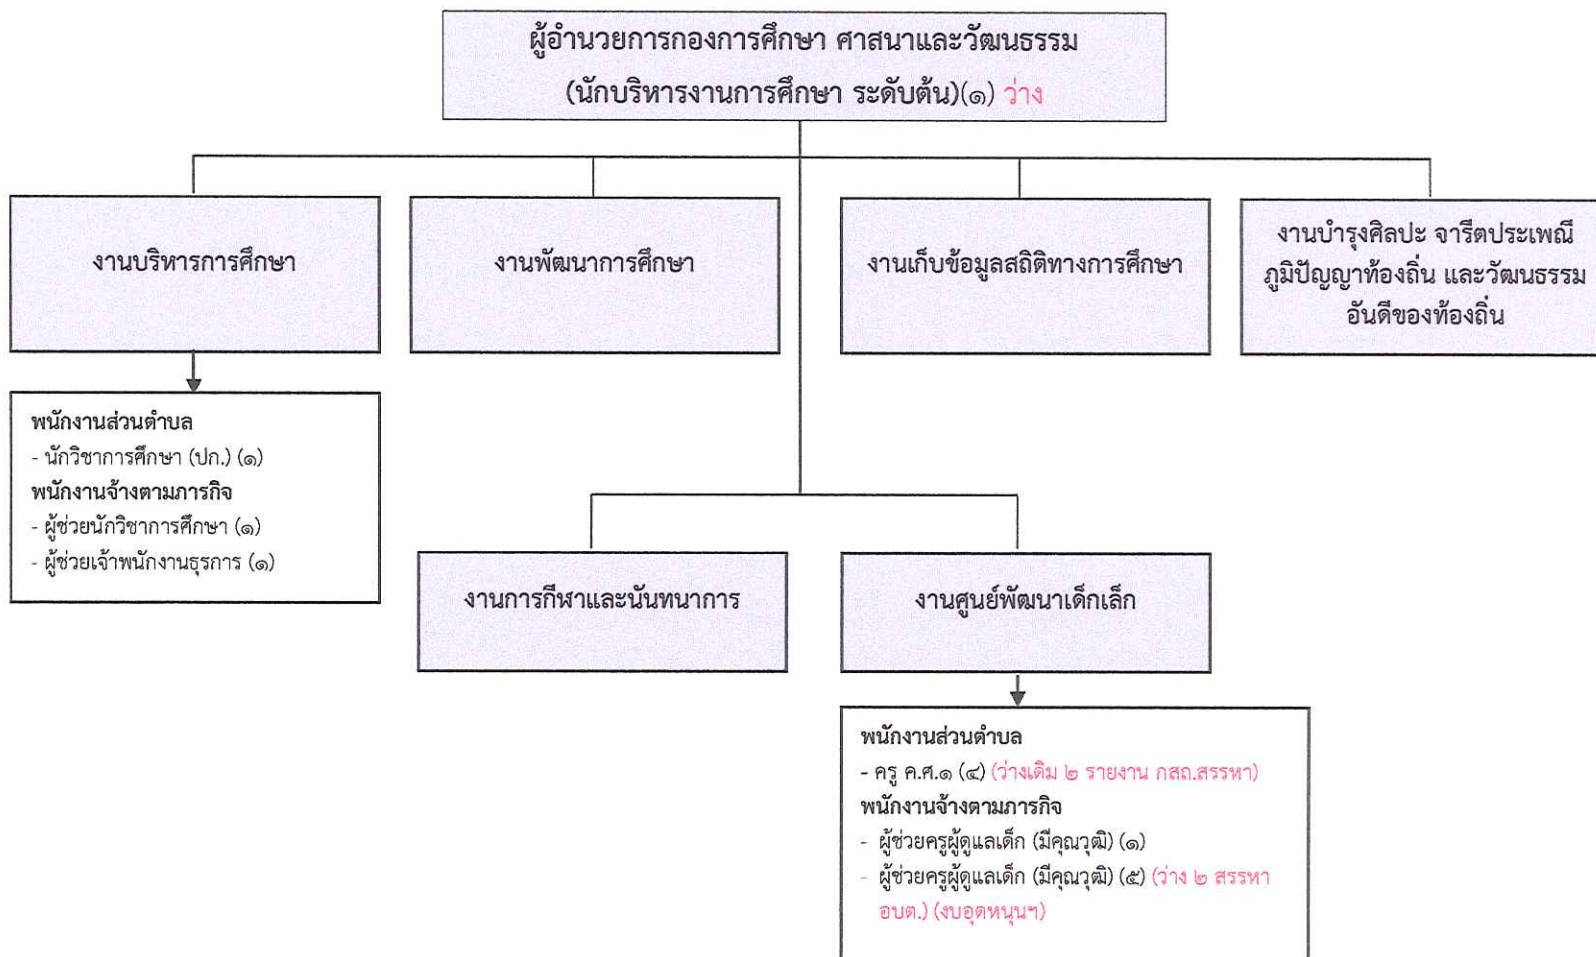 ผู้อำนวยการกองการศึกษา ศาสนาและวัฒนธรรม
(นักบริหารงานการศึกษา ระดับต้น)(๑) ว่าง
งานบริหารการศึกษา
งานพัฒนาการศึกษา
งานเก็บข้อมูลสถิติทางการศึกษา
งานบำรุงศิลปะ จารีตประเพณี
ภูมิปัญญาท้องถิ่น และวัฒนธรรม
อันดีของท้องถิ่น
พนักงานส่วนตำบล
- นักวิชาการศึกษา (ปก.) (๑)
พนักงานจ้างตามภารกิจ
- ผู้ช่วยนักวิชาการศึกษา (๑)
- ผู้ช่วยเจ้าพนักงานธุรการ (๑)
งานการกีฬาและนันทนาการ
งานศูนย์พัฒนาเด็กเล็ก
พนักงานส่วนตำบล
- ครู ค.ศ.๑ (๔) (ว่างเดิม ๒ รายงาน กสถ.สรรหา)
พนักงานจ้างตามภารกิจ
- ผู้ช่วยครูผู้ดูแลเด็ก (มีคุณวุฒิ) (๑)
- ผู้ช่วยครูผู้ดูแลเด็ก (มีคุณวุฒิ) (๕) (ว่าง ๒ สรรหา
อบต.) (งบอุดหนุนฯ)